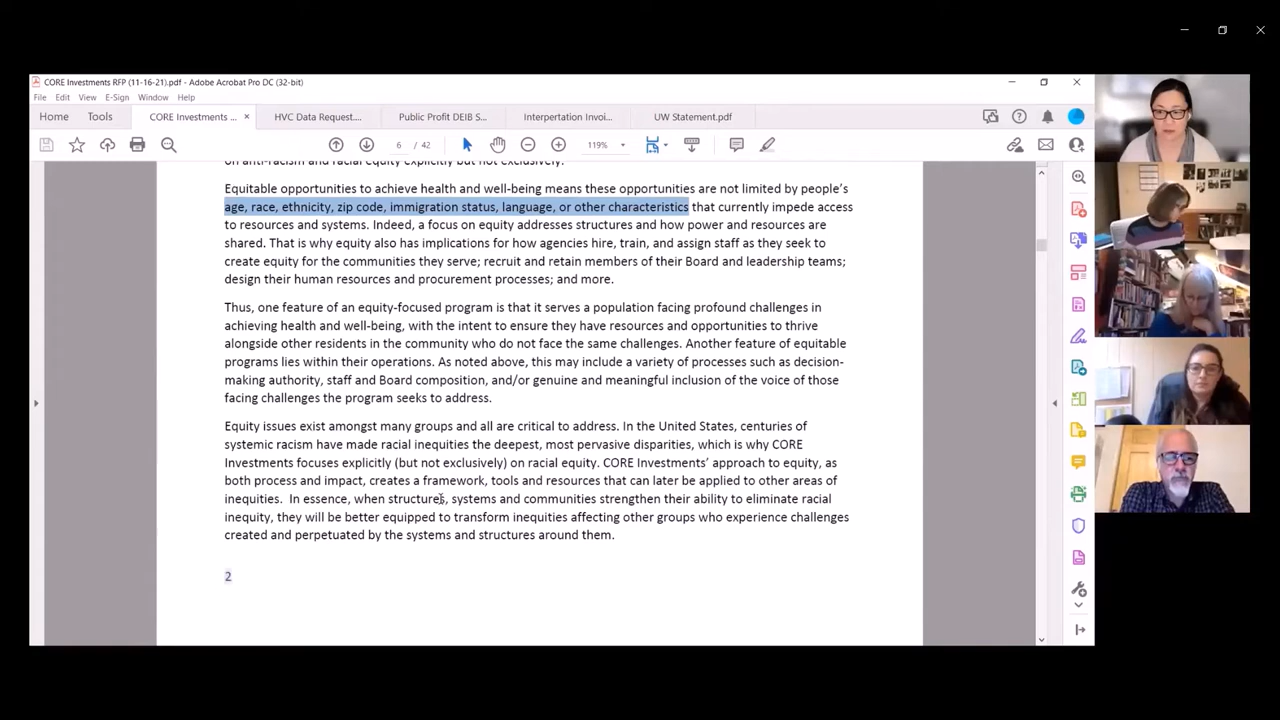 CORE Investments RFP (11-16-21).pdf - Adobe Acrobat Pro DC (32-bit)
File Edit View E-Sign Window Help
Home Tools CORE Investments ... × HVC Data Request.... Public Profit DEIB S... Interpertation Invoi... UW Statement.pdf
6 / 42 119%
on anti-racism and racial equity explicitly but not exclusively.
Equitable opportunities to achieve health and well-being means these opportunities are not limited by people's
age, race, ethnicity, zip code, immigration status, language, or other characteristics that currently impede access
to resources and systems. Indeed, a focus on equity addresses structures and how power and resources are
shared. That is why equity also has implications for how agencies hire, train, and assign staff as they seek to
create equity for the communities they serve; recruit and retain members of their Board and leadership teams;
design their human resources and procurement processes; and more.
Thus, one feature of an equity-focused program is that it serves a population facing profound challenges in
achieving health and well-being, with the intent to ensure they have resources and opportunities to thrive
alongside other residents in the community who do not face the same challenges. Another feature of equitable
programs lies within their operations. As noted above, this may include a variety of processes such as decision-
making authority, staff and Board composition, and/or genuine and meaningful inclusion of the voice of those
facing challenges the program seeks to address.
Equity issues exist amongst many groups and all are critical to address. In the United States, centuries of
systemic racism have made racial inequities the deepest, most pervasive disparities, which is why CORE
Investments focuses explicitly (but not exclusively) on racial equity. CORE Investments' approach to equity, as
both process and impact, creates a framework, tools and resources that can later be applied to other areas of
inequities. In essence, when structures, systems and communities strengthen their ability to eliminate racial
inequity, they will be better equipped to transform inequities affecting other groups who experience challenges
created and perpetuated by the systems and structures around them.
2